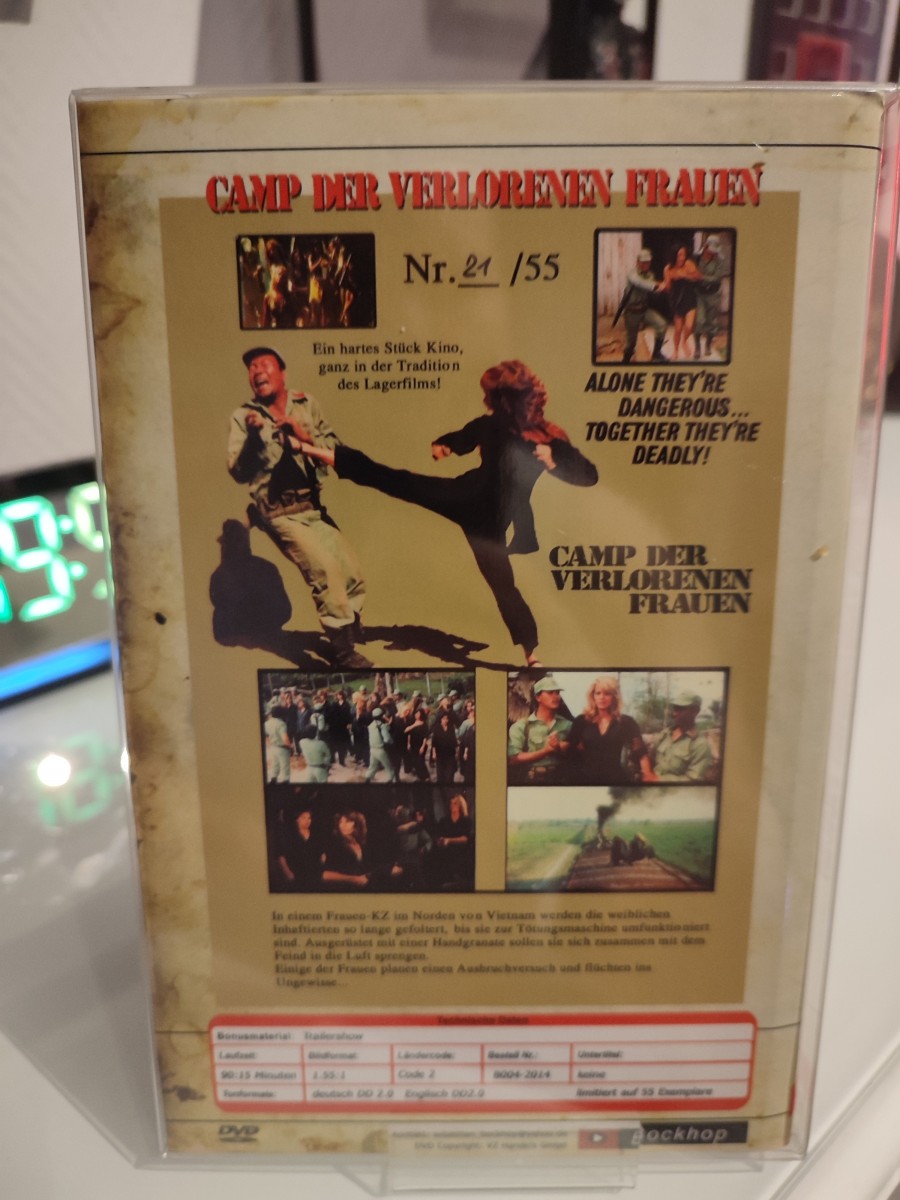 CAMP DER VERLORENEN FRAUEN
Nr. 21 /55
Ein hartes Stück Kino,
ganz in der Tradition
des Lagerfilms!
ALONE THEY'RE
DANGEROUS...
TOGETHER THEY'RE
DEADLY!
CAMP DER
VERLORENEN
FRAUEN
In einem Frauen-KZ im Norden von Vietnam werden die weiblichen
Inhaftierten so lange gefoltert, bis sie zur Tötungsmaschine umfunktioniert
sind. Ausgerüstet mit einer Handgranate sollen sie sich zusammen mit dem
Feind in die Luft sprengen.
Einige der Frauen planen einen Ausbruchversuch und flüchten ins
Ungewisse...
Technische Daten
Bonusmaterial: Trailershow
Laufzeit: Bildformat: Ländercode: Bestell Nr.: Untertitel:
90:15 Minuten 1.55:1 Code 2 8004-2014 keine
Tonformate: deutsch DD 2.0 Englisch DD2.0 limitiert auf 55 Exemplare
DVD
DVD Copyright:
pockhop